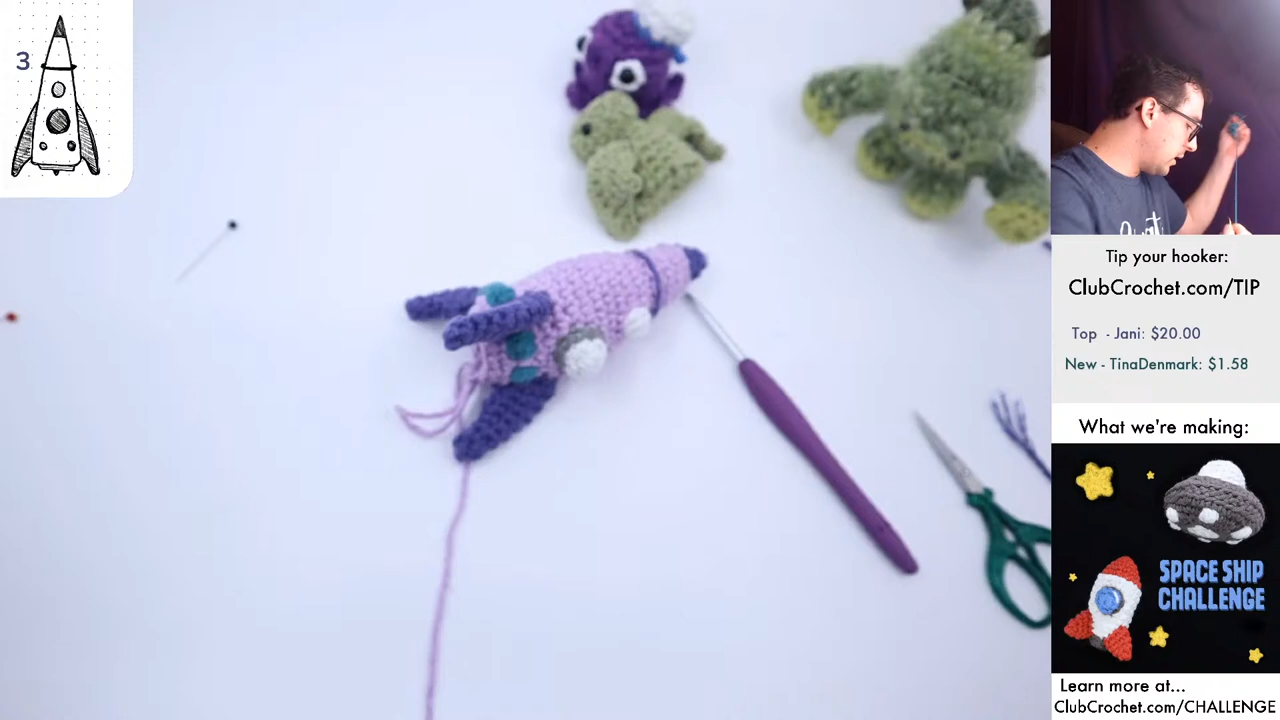 3
Tip your hooker:
ClubCrochet.com/TIP
Top - Jani: $20.00
New - TinaDenmark: $1.58
What we're making:
SPACE SHIP
CHALLENGE
Learn more at...
ClubCrochet.com/CHALLENGE